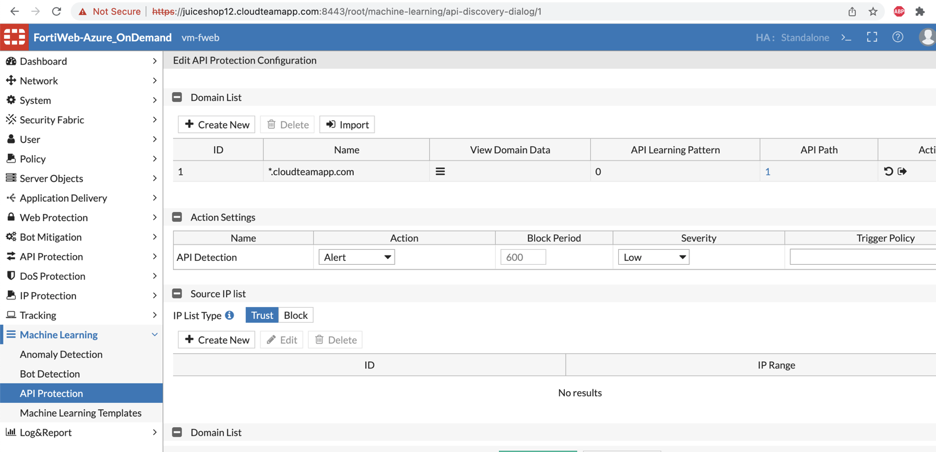 Not Secure | https://juiceshop12.cloudteamapp.com:8443/root/machine-learning/api-discovery-dialog/1
ABP
FortiWeb-Azure_OnDemand vm-fweb HA: Standalone >_
Dashboard
Network
System
Security Fabric
User
Policy
Server Objects
Application Delivery
Web Protection
Bot Mitigation
API Protection
DoS Protection
IP Protection
Tracking
Machine Learning
Anomaly Detection
Bot Detection
API Protection
Machine Learning Templates
Log&Report
Edit API Protection Configuration
Domain List
+ Create New Delete Import
ID Name View Domain Data API Learning Pattern API Path Acti
1 *.cloudteamapp.com 0 1
Action Settings
Name Action Block Period Severity Trigger Policy
API Detection Alert 600 Low
Source IP list
IP List Type Trust Block
+ Create New Edit Delete
ID IP Range
No results
Domain List